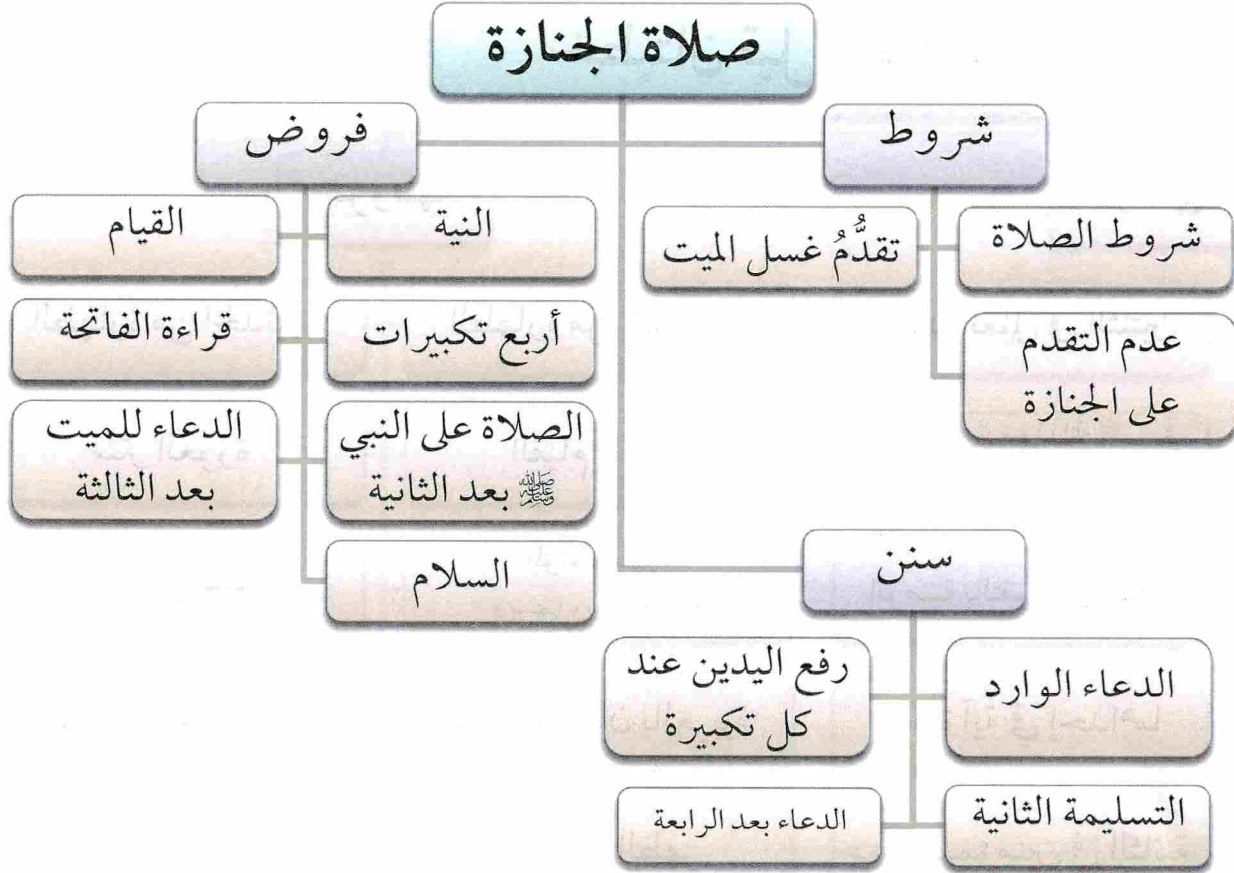 صلاة الجنازة
شروط
شروط الصلاة
تقدُّمُ غسل الميت
عدم التقدم
على الجنازة
فروض
النية
القيام
أربع تكبيرات
قراءة الفاتحة
الصلاة على النبي
ﷺ بعد الثانية
الدعاء للميت
بعد الثالثة
السلام
سنن
الدعاء الوارد
رفع اليدين عند
كل تكبيرة
التسليمة الثانية
الدعاء بعد الرابعة